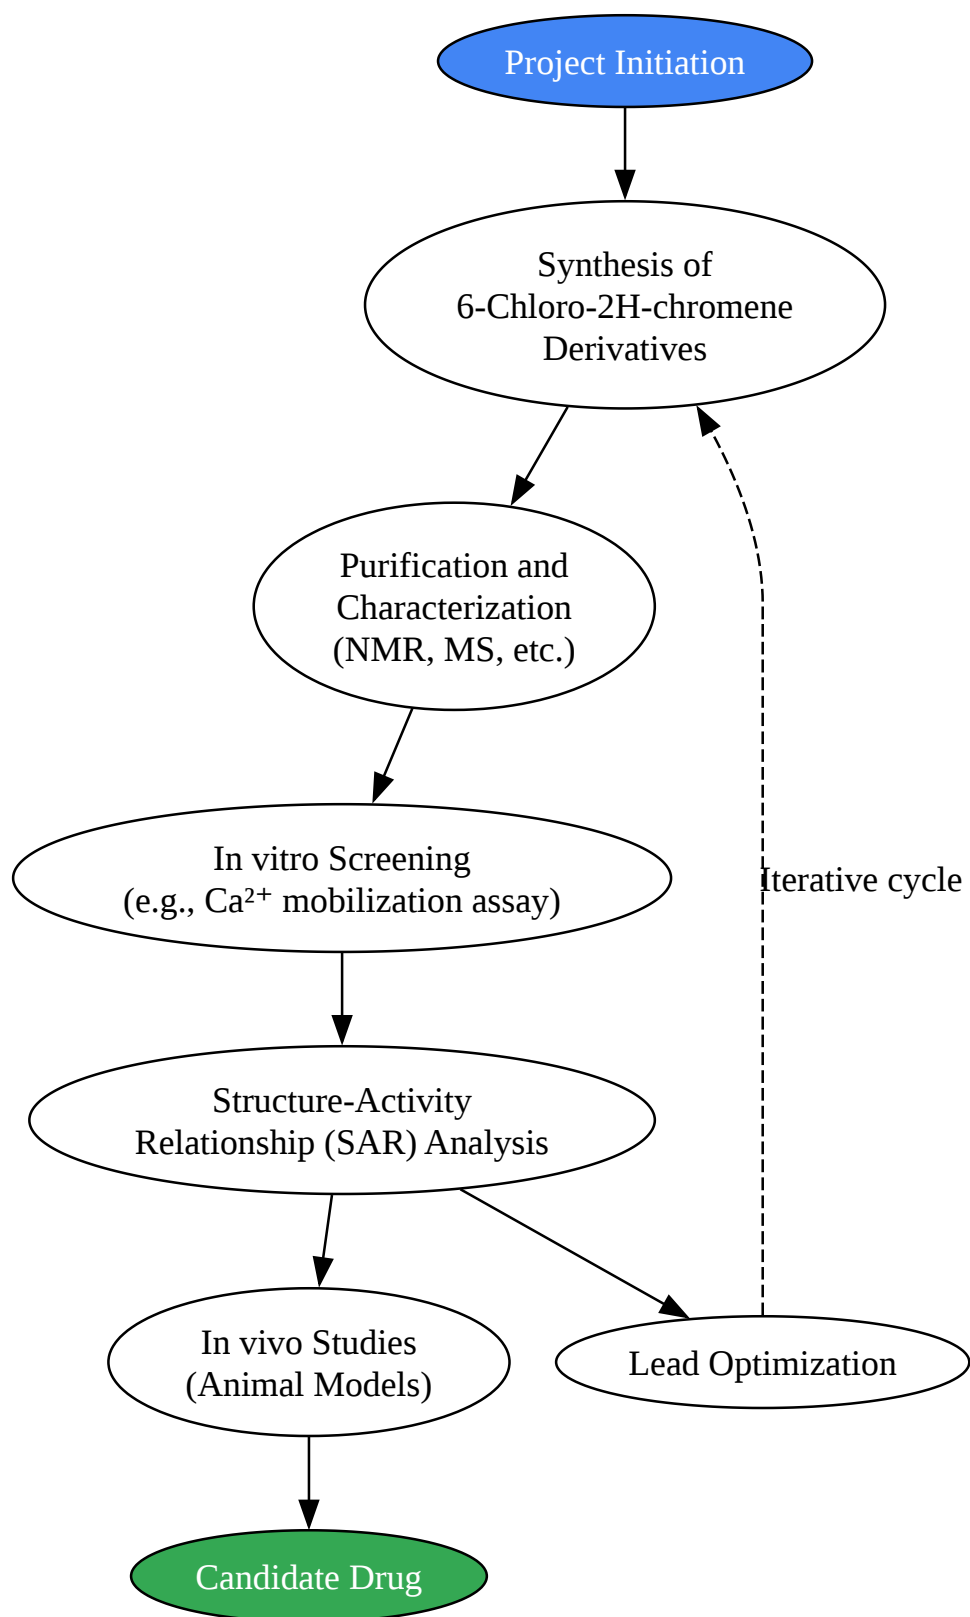 Project Initiation
Synthesis of
6-Chloro-2H-chromene
Derivatives
Purification and
Characterization
(NMR, MS, etc.)
In vitro Screening
(e.g., Ca²⁺ mobilization assay)
Iterative cycle
Structure-Activity
Relationship (SAR) Analysis
In vivo Studies
(Animal Models)
Lead Optimization
Candidate Drug